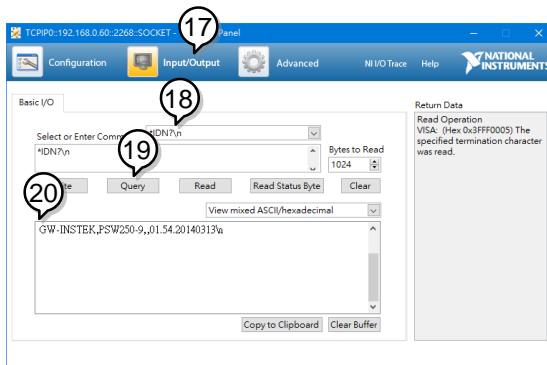 TCPIP0::192.168.0.60::2268::SOCKET - Panel
17
Configuration
Input/Output
Advanced
NI I/O Trace
Help
NATIONAL
INSTRUMENTS
Basic I/O
18
Select or Enter Comm
*IDN?\n
*IDN?\n
19
Bytes to Read
1024
20
Query
Read
Read Status Byte
Clear
View mixed ASCII/hexadecimal
GW-INSTEK,PSW250-9,,01.54.20140313\n
Copy to Clipboard
Clear Buffer
Return Data
Read Operation
VISA: (Hex 0x3FFF0005) The
specified termination character
was read.